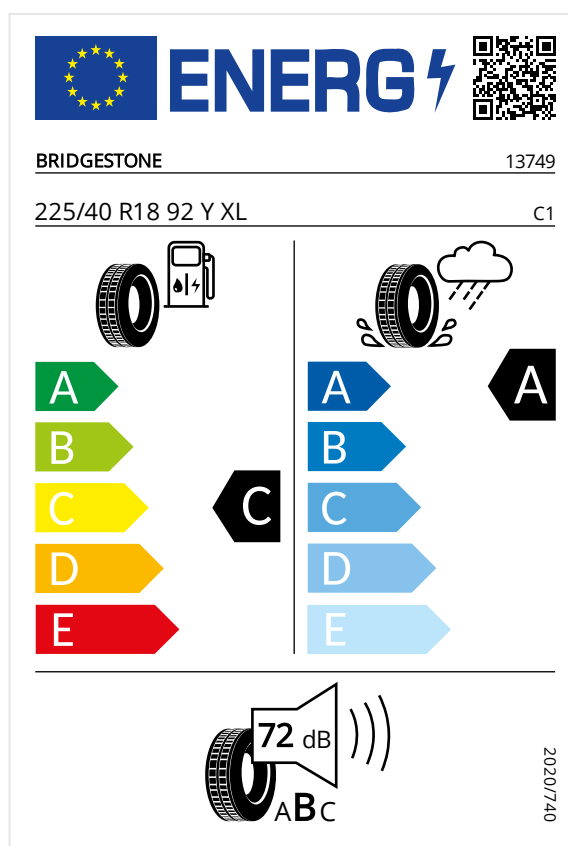 ENERG
BRIDGESTONE 13749
225/40 R18 92 Y XL C1
A A A
B B
C C C
D D
E E
72 dB
ABC
2020/740